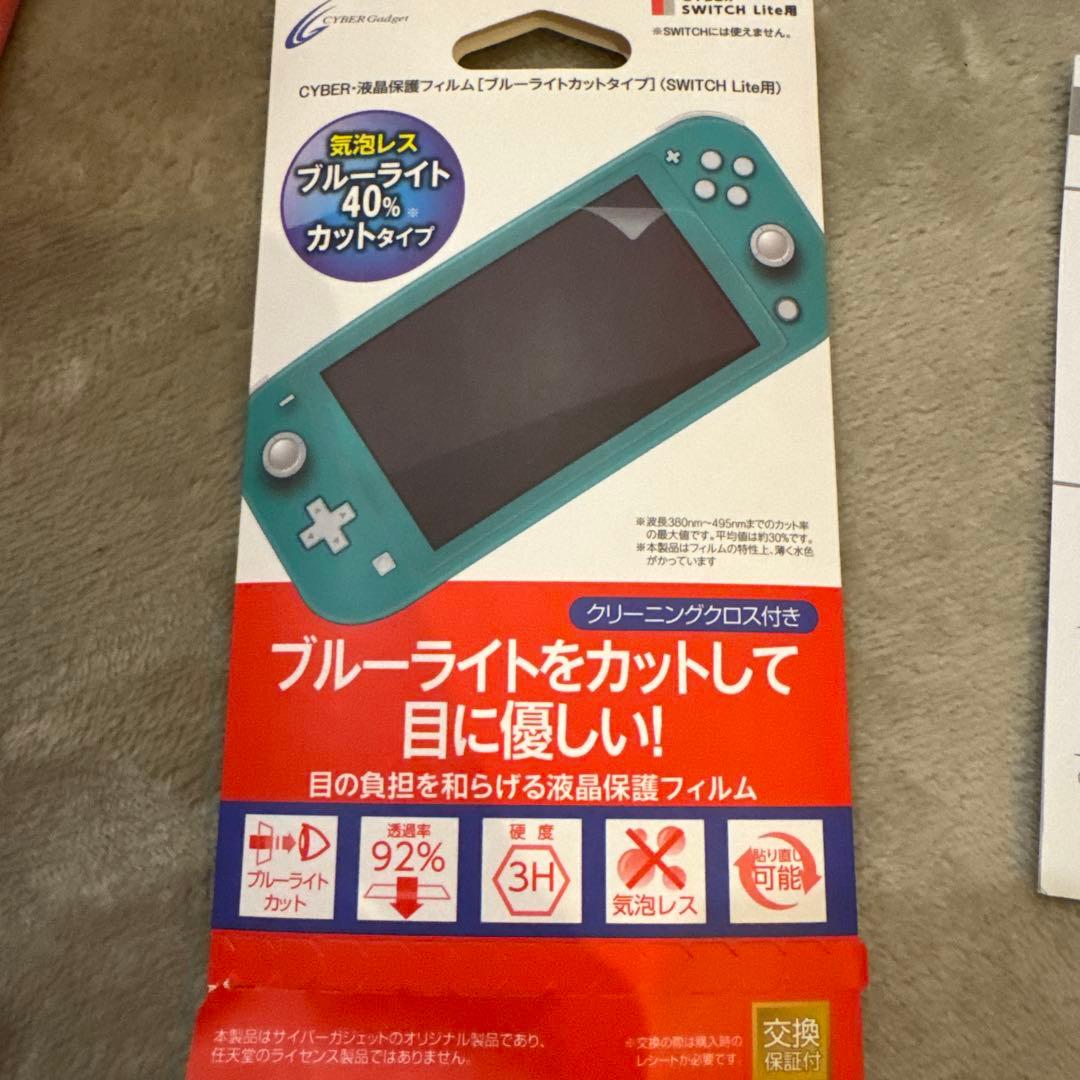 CYBER Gadget
SWITCH Lite用
※SWITCHには使えません。
CYBER・液晶保護フィルム[ブルーライトカットタイプ](SWITCH Lite用)
気泡レス
ブルーライト
40%※
カットタイプ
※波長380nm～495nmまでのカット率
の最大値です。平均値は約30%です。
※本製品はフィルムの特性上、薄く水色
がかっています
クリーニングクロス付き
ブルーライトをカットして
目に優しい!
目の負担を和らげる液晶保護フィルム
ブルーライト
カット
透過率
92%
硬度
3H
気泡レス
貼り直し
可能
本製品はサイバーガジェットのオリジナル製品であり、
任天堂のライセンス製品ではありません。
※交換の際は購入時の
レシートが必要です。
交換
保証付